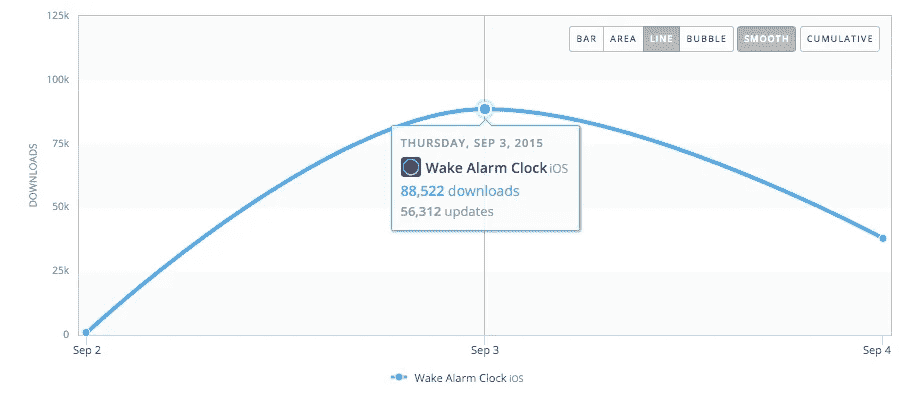 125k
BAR AREA LINE BUBBLE SMOOTH CUMULATIVE
100k
DOWNLOADS
75k
THURSDAY, SEP 3, 2015
Wake Alarm Clock iOS
88,522 downloads
56,312 updates
50k
25k
0
Sep 2 Sep 3 Sep 4
Wake Alarm Clock iOS